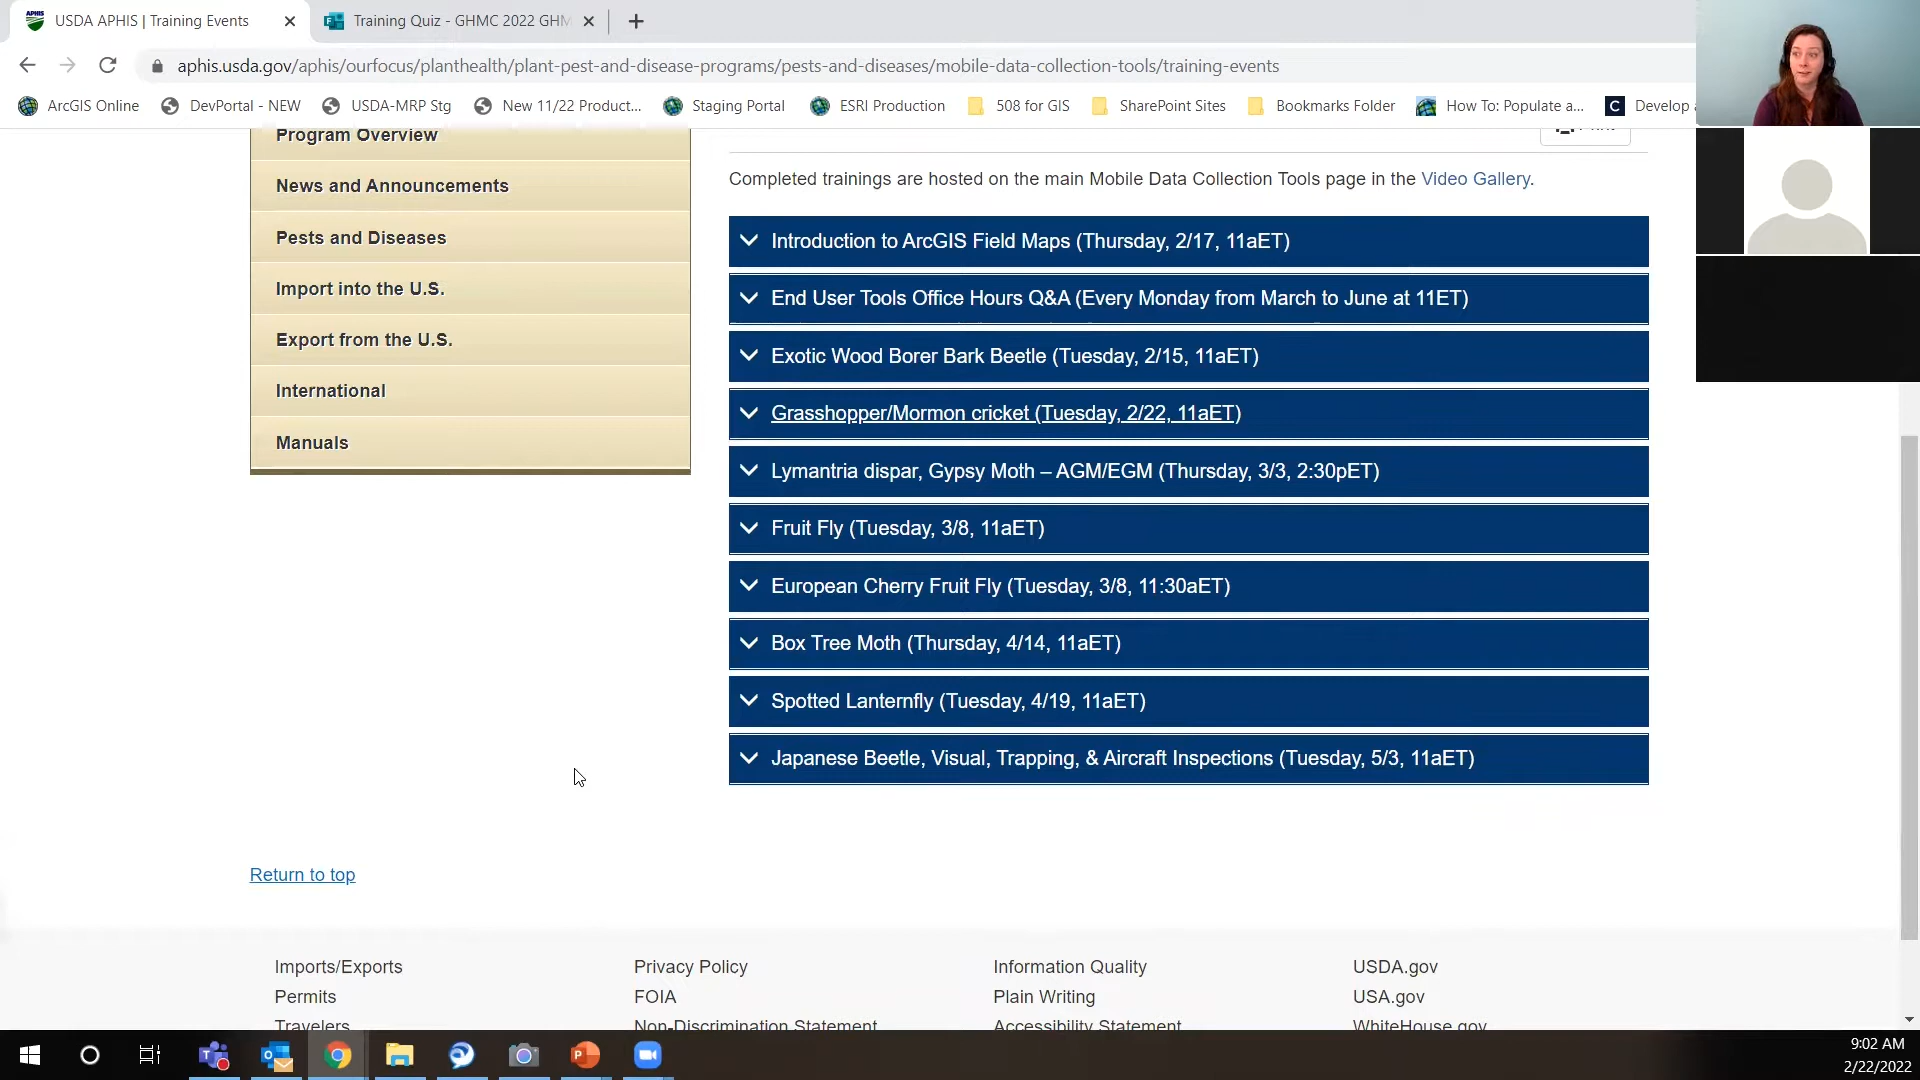 APHIS
USDA APHIS | Training Events
Training Quiz - GHMC 2022 GHM
aphis.usda.gov/aphis/ourfocus/planthealth/plant-pest-and-disease-programs/pests-and-diseases/mobile-data-collection-tools/training-events
ArcGIS Online
DevPortal - NEW
USDA-MRP Stg
New 11/22 Product...
Staging Portal
ESRI Production
508 for GIS
SharePoint Sites
Bookmarks Folder
How To: Populate a...
C Develop
Program Overview
News and Announcements
Pests and Diseases
Import into the U.S.
Export from the U.S.
International
Manuals
Completed trainings are hosted on the main Mobile Data Collection Tools page in the Video Gallery.
Introduction to ArcGIS Field Maps (Thursday, 2/17, 11aET)
End User Tools Office Hours Q&A (Every Monday from March to June at 11ET)
Exotic Wood Borer Bark Beetle (Tuesday, 2/15, 11aET)
Grasshopper/Mormon cricket (Tuesday, 2/22, 11aET)
Lymantria dispar, Gypsy Moth – AGM/EGM (Thursday, 3/3, 2:30pET)
Fruit Fly (Tuesday, 3/8, 11aET)
European Cherry Fruit Fly (Tuesday, 3/8, 11:30aET)
Box Tree Moth (Thursday, 4/14, 11aET)
Spotted Lanternfly (Tuesday, 4/19, 11aET)
Japanese Beetle, Visual, Trapping, & Aircraft Inspections (Tuesday, 5/3, 11aET)
Return to top
Imports/Exports
Permits
Travelers
Privacy Policy
FOIA
Non-Discrimination Statement
Information Quality
Plain Writing
Accessibility Statement
USDA.gov
USA.gov
WhiteHouse.gov
9:02 AM
2/22/2022